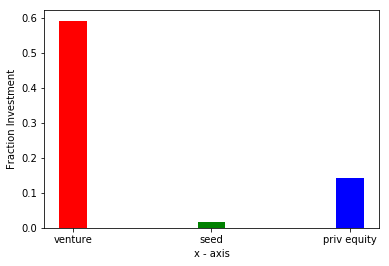 0.6
0.5
0.4
0.3
0.2
0.1
0.0
Fraction Investment
venture
seed
priv equity
x - axis